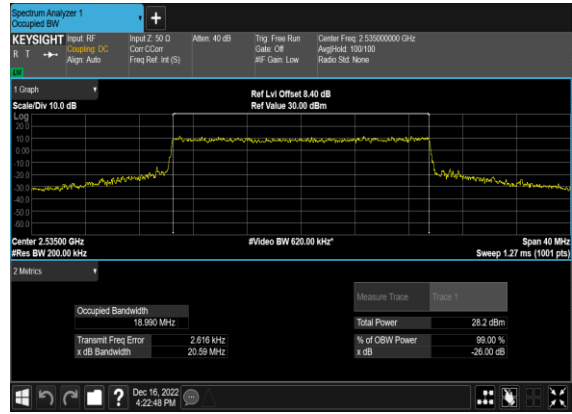 Spectrum Analyzer 1
Occupied BW
+
KEYSIGHT Input: RF Input Z: 50 Ω Atten: 40 dB Trig: Free Run Center Freq: 2.535000000 GHz
R T Coupling: DC Corr CCorr Gate: Off Avg|Hold: 100/100
Align: Auto Freq Ref: Int (S) #IF Gain: Low Radio Std: None
LW
1 Graph
Scale/Div 10.0 dB
Ref Lvl Offset 8.40 dB
Ref Value 30.00 dBm
Log
20.0
10.0
0.00
-10.0
-20.0
-30.0
-40.0
-50.0
-60.0
Center 2.53500 GHz #Video BW 620.00 kHz* Span 40 MHz
#Res BW 200.00 kHz Sweep 1.27 ms (1001 pts)
2 Metrics
Measure Trace Trace 1
Occupied Bandwidth
18.990 MHz
Total Power 28.2 dBm
Transmit Freq Error 2.616 kHz % of OBW Power 99.00 %
x dB Bandwidth 20.59 MHz x dB -26.00 dB
?
Dec 16, 2022
4:22:48 PM